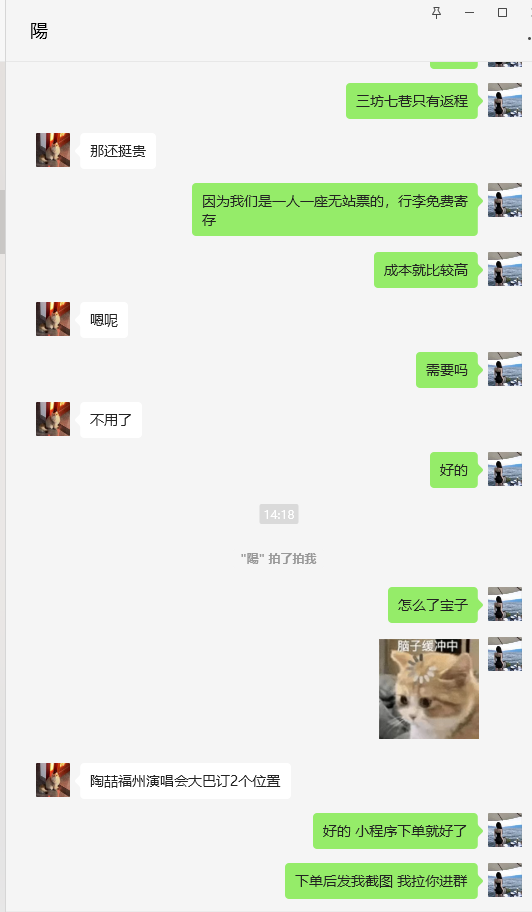 陽
三坊七巷只有返程
那还挺贵
因为我们是一人一座无站票的，行李免费寄
存
成本就比较高
嗯呢
需要吗
不用了
好的
14:18
"陽" 拍了拍我
怎么了宝子
脑子缓冲中
陶喆福州演唱会大巴订2个位置
好的 小程序下单就好了
下单后发我截图 我拉你进群